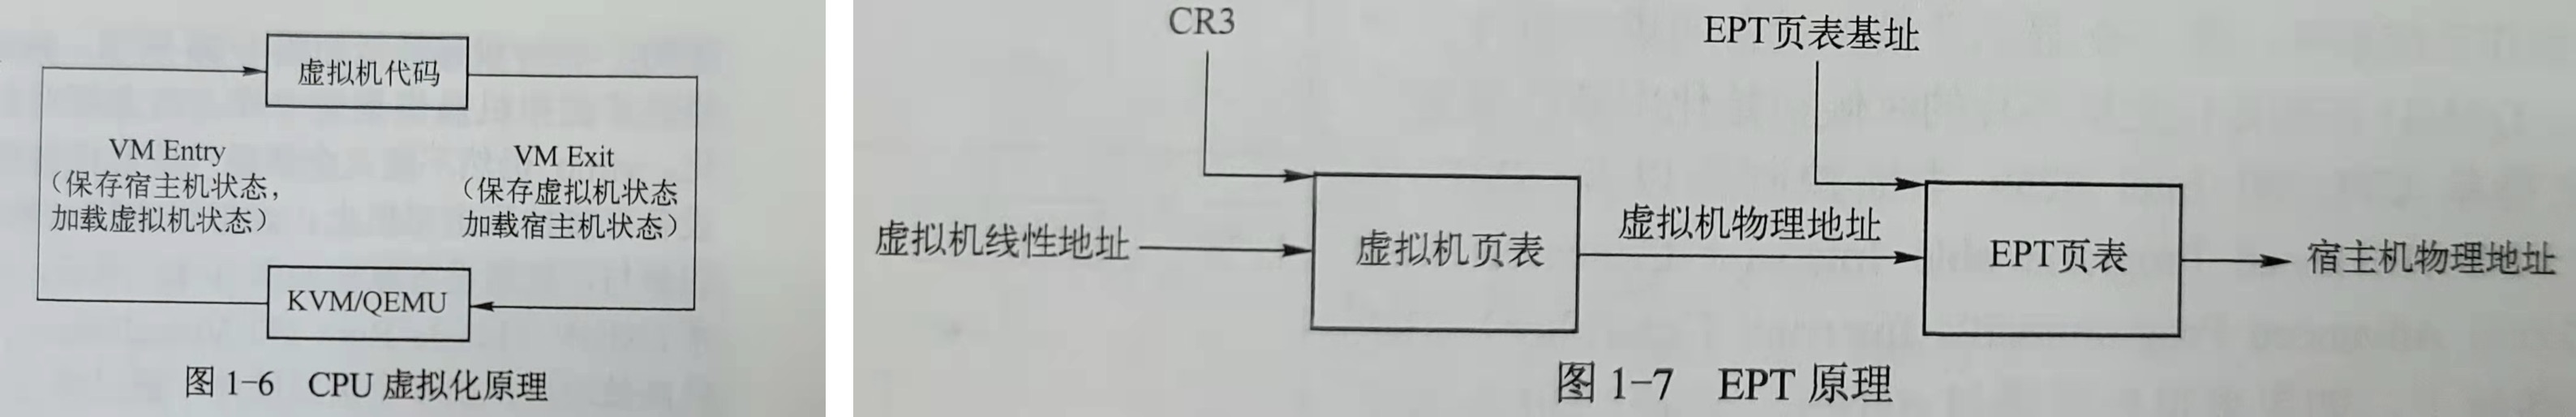 虚拟机代码
VM Entry
（保存宿主机状态，
加载虚拟机状态）
VM Exit
（保存虚拟机状态
加载宿主机状态）
KVM/QEMU
图 1-6 CPU 虚拟化原理
CR3
EPT页表基址
虚拟机线性地址
虚拟机页表
虚拟机物理地址
EPT页表
宿主机物理地址
图 1-7 EPT 原理